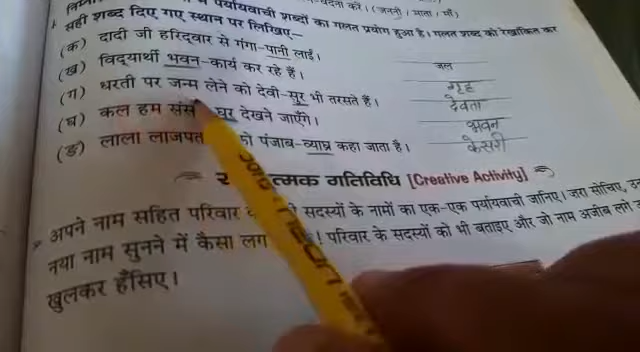 पर्यायवाची शब्दों का गलत प्रयोग हुआ है। गलत शब्द को रेखांकित कर
सही शब्द दिए गए स्थान पर लिखिए–
(क) दादी जी हरिद्वार से गंगा-पानी लाईं। जल
(ख) विद्यार्थी भवन-कार्य कर रहे हैं। गृह
(ग) धरती पर जन्म लेने को देवी-सुर भी तरसते हैं। देवता
(घ) कल हम संस घर देखने जाएँगे। भवन
(ङ) लाला लाजपत को पंजाब-व्याघ्र कहा जाता है। केसरी
त्मक गतिविधि [Creative Activity]
अपने नाम सहित परिवार सदस्यों के नामों का एक-एक पर्यायवाची जानिए। ज़रा सोचिए,
नया नाम सुनने में कैसा लग परिवार के सदस्यों को भी बताइए और जो नाम अजीब लगे
खुलकर हँसिए।